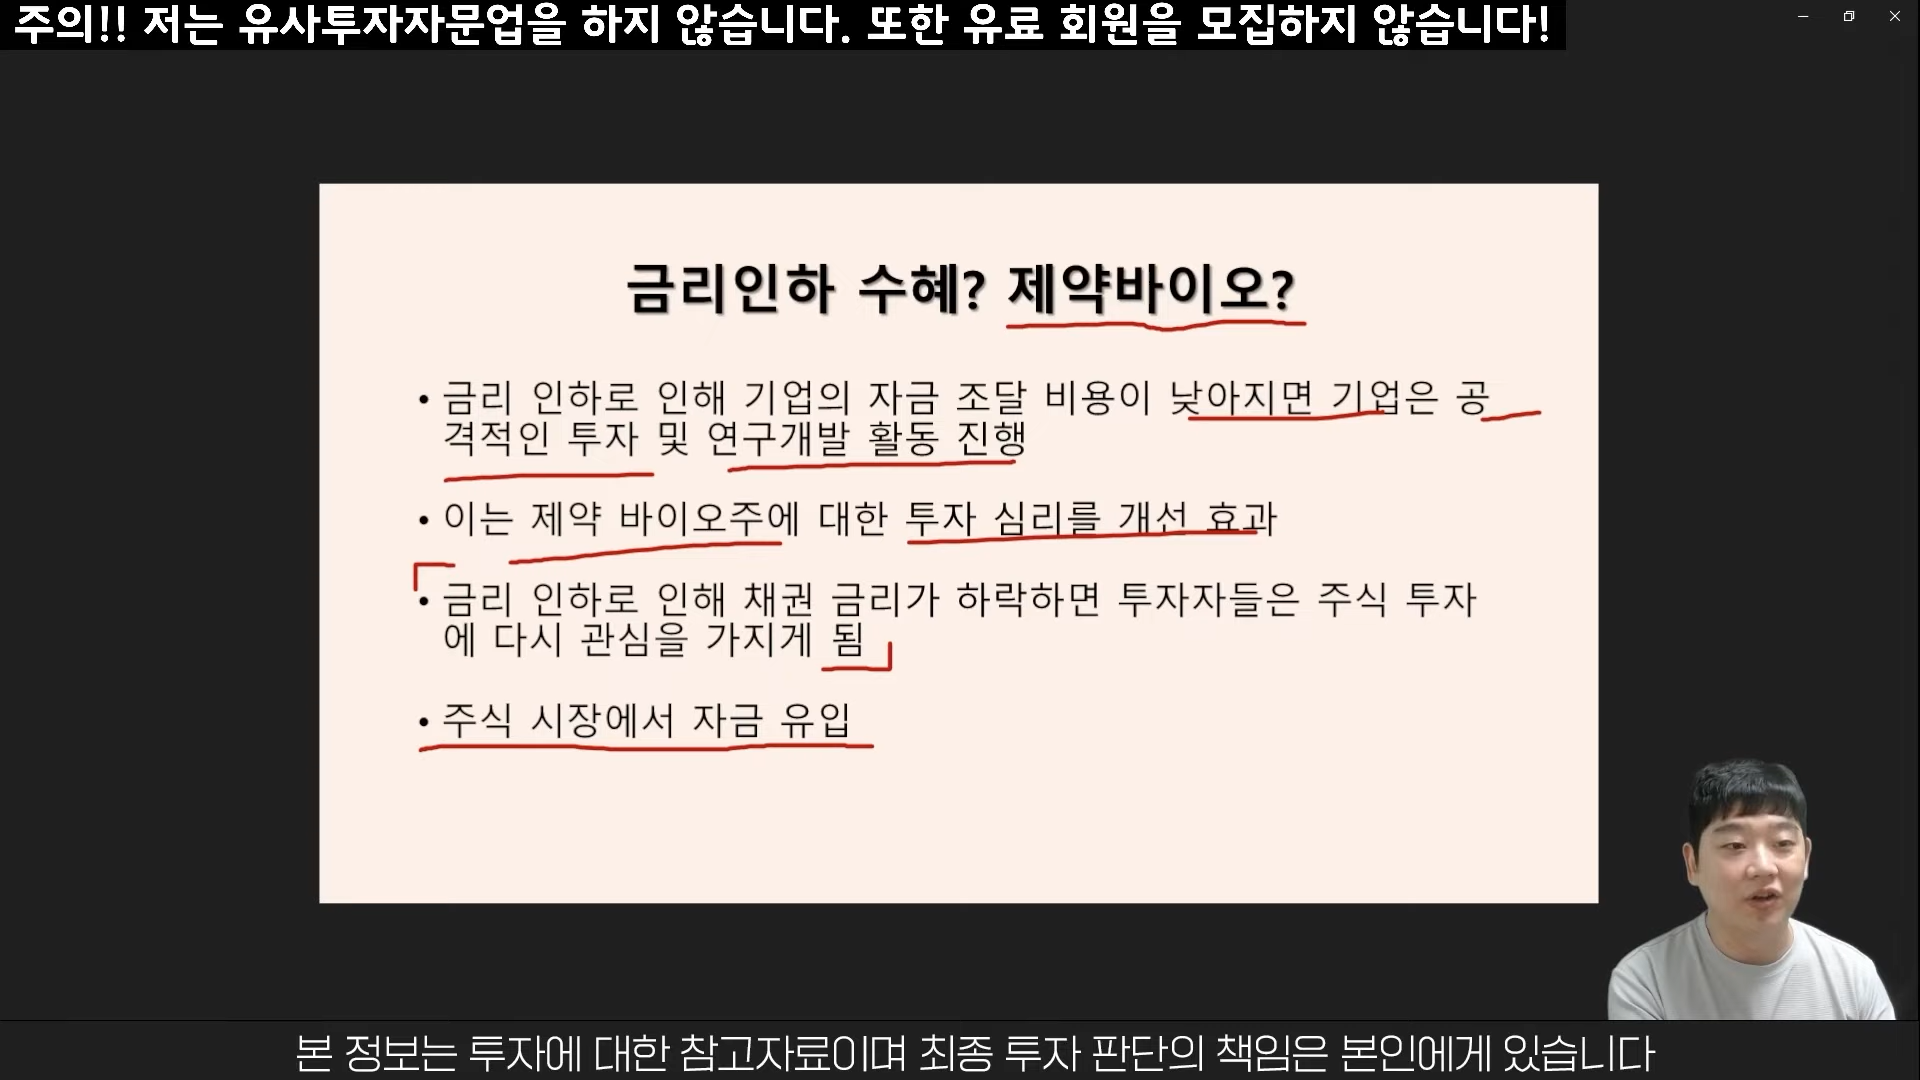 주의!! 저는 유사투자자문업을 하지 않습니다. 또한 유료 회원을 모집하지 않습니다!
금리인하 수혜? 제약바이오?
• 금리 인하로 인해 기업의 자금 조달 비용이 낮아지면 기업은 공
격적인 투자 및 연구개발 활동 진행
• 이는 제약 바이오주에 대한 투자 심리를 개선 효과
• 금리 인하로 인해 채권 금리가 하락하면 투자자들은 주식 투자
에 다시 관심을 가지게 됨
• 주식 시장에서 자금 유입
본 정보는 투자에 대한 참고자료이며 최종 투자 판단의 책임은 본인에게 있습니다